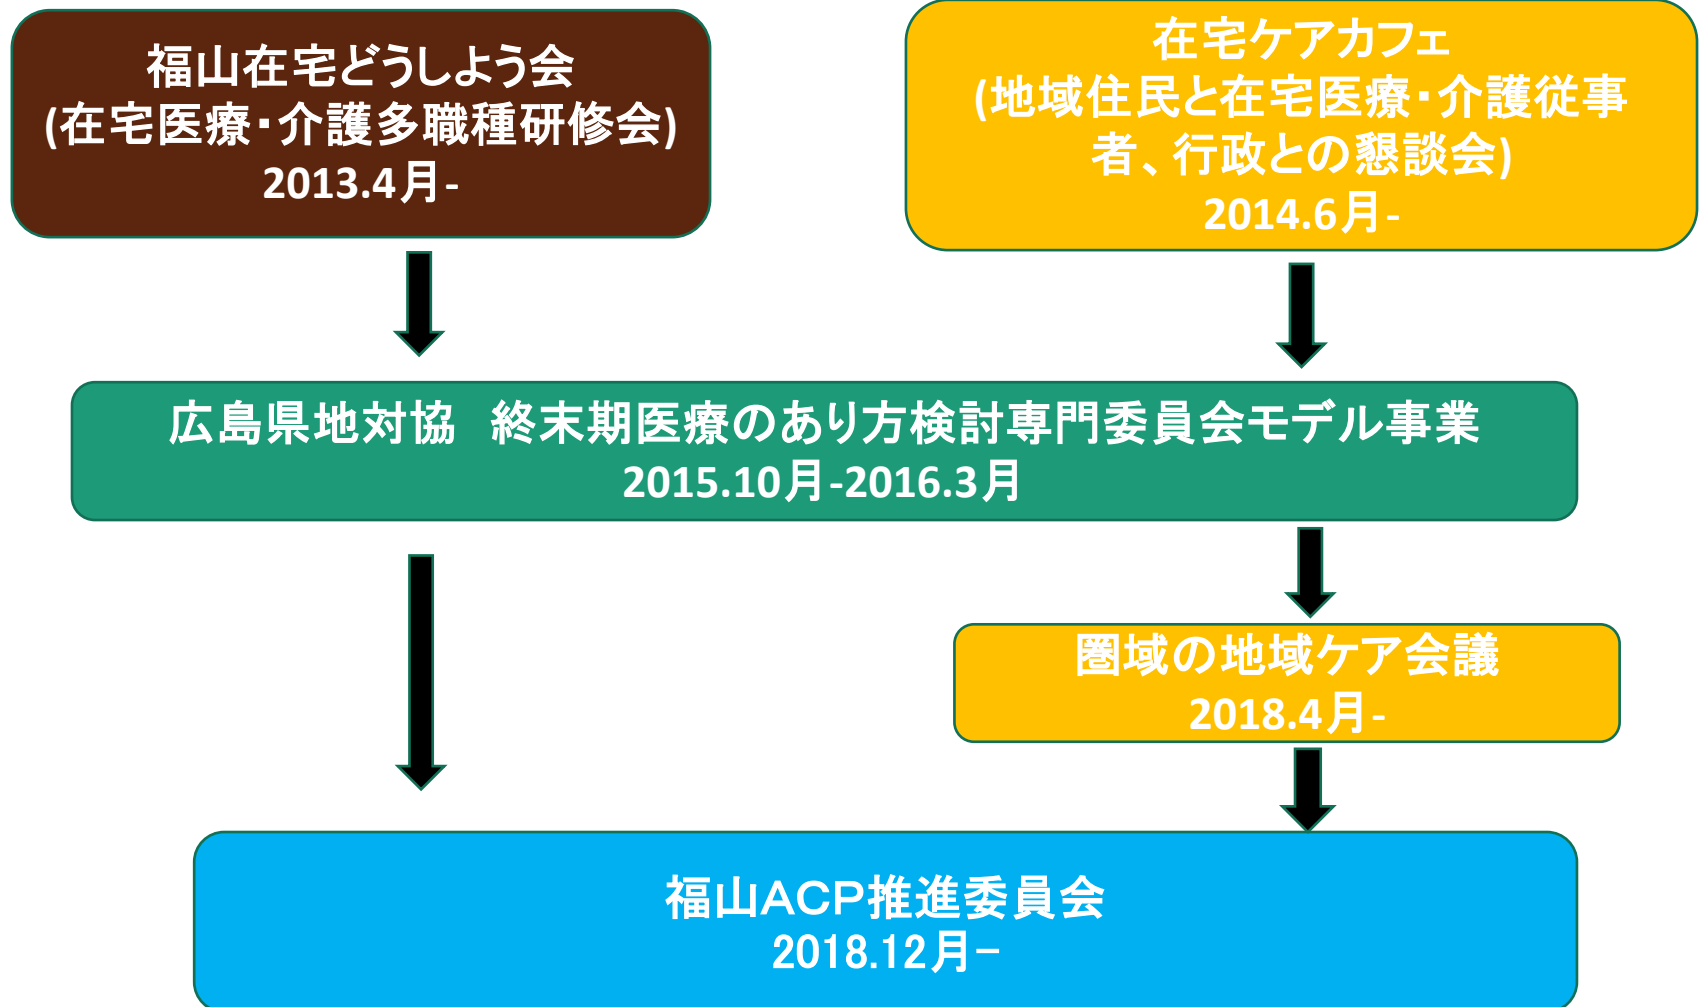 福山在宅どうしよう会
(在宅医療・介護多職種研修会)
2013.4月-
在宅ケアカフェ
(地域住民と在宅医療・介護従事
者、行政との懇談会)
2014.6月-
広島県地対協　終末期医療のあり方検討専門委員会モデル事業
2015.10月-2016.3月
圏域の地域ケア会議
2018.4月-
福山ACP推進委員会
2018.12月−